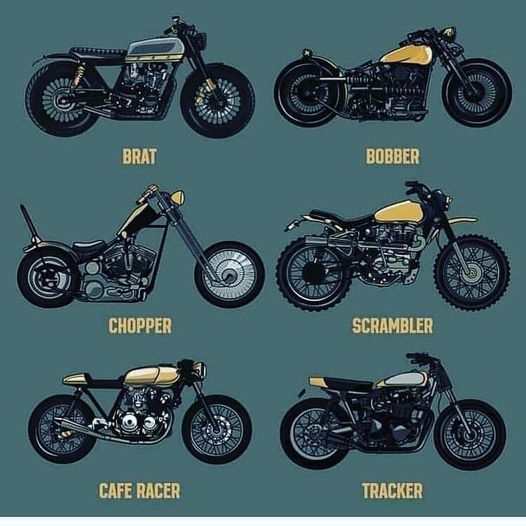 BRAT
BOBBER
CHOPPER
SCRAMBLER
CAFE RACER
TRACKER